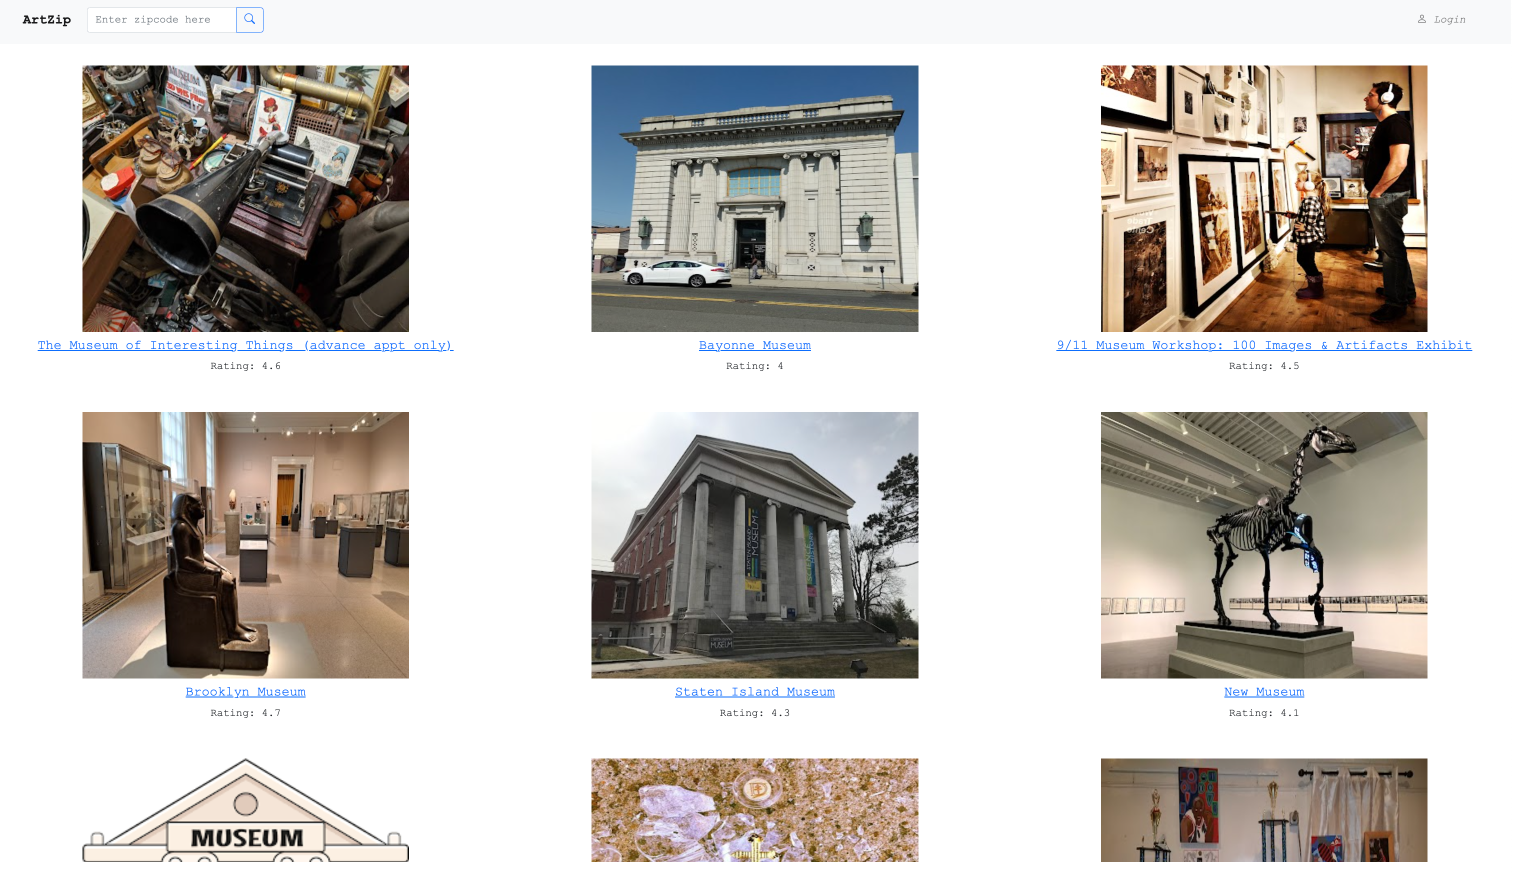 ArtZip
Enter zipcode here
Login
The Museum of Interesting Things (advance appt only)
Rating: 4.6
Bayonne Museum
Rating: 4
9/11 Museum Workshop: 100 Images & Artifacts Exhibit
Rating: 4.5
STATEN ISLAND MUSEUM
MUSEUM
Brooklyn Museum
Rating: 4.7
Staten Island Museum
Rating: 4.3
New Museum
Rating: 4.1
MUSEUM